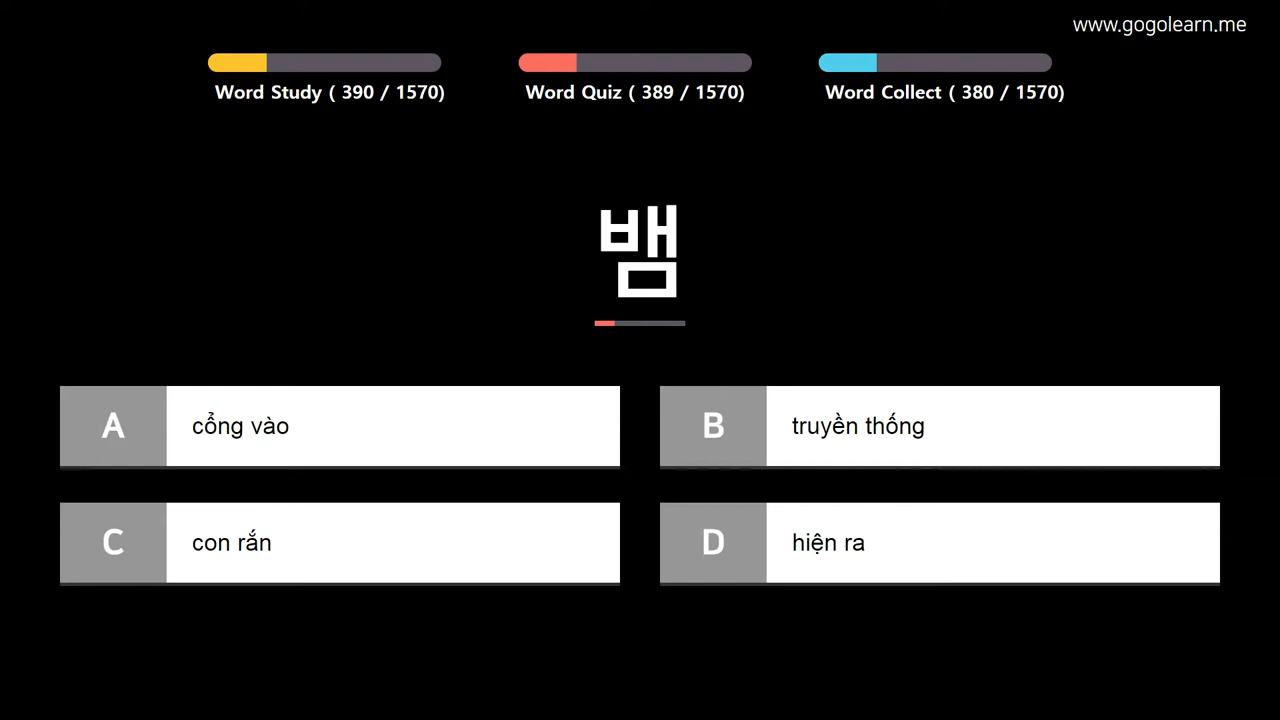 www.gogolearn.me
Word Study ( 390 / 1570)
Word Quiz ( 389 / 1570)
Word Collect ( 380 / 1570)
뱀
A cổng vào
B truyền thống
C con rắn
D hiện ra